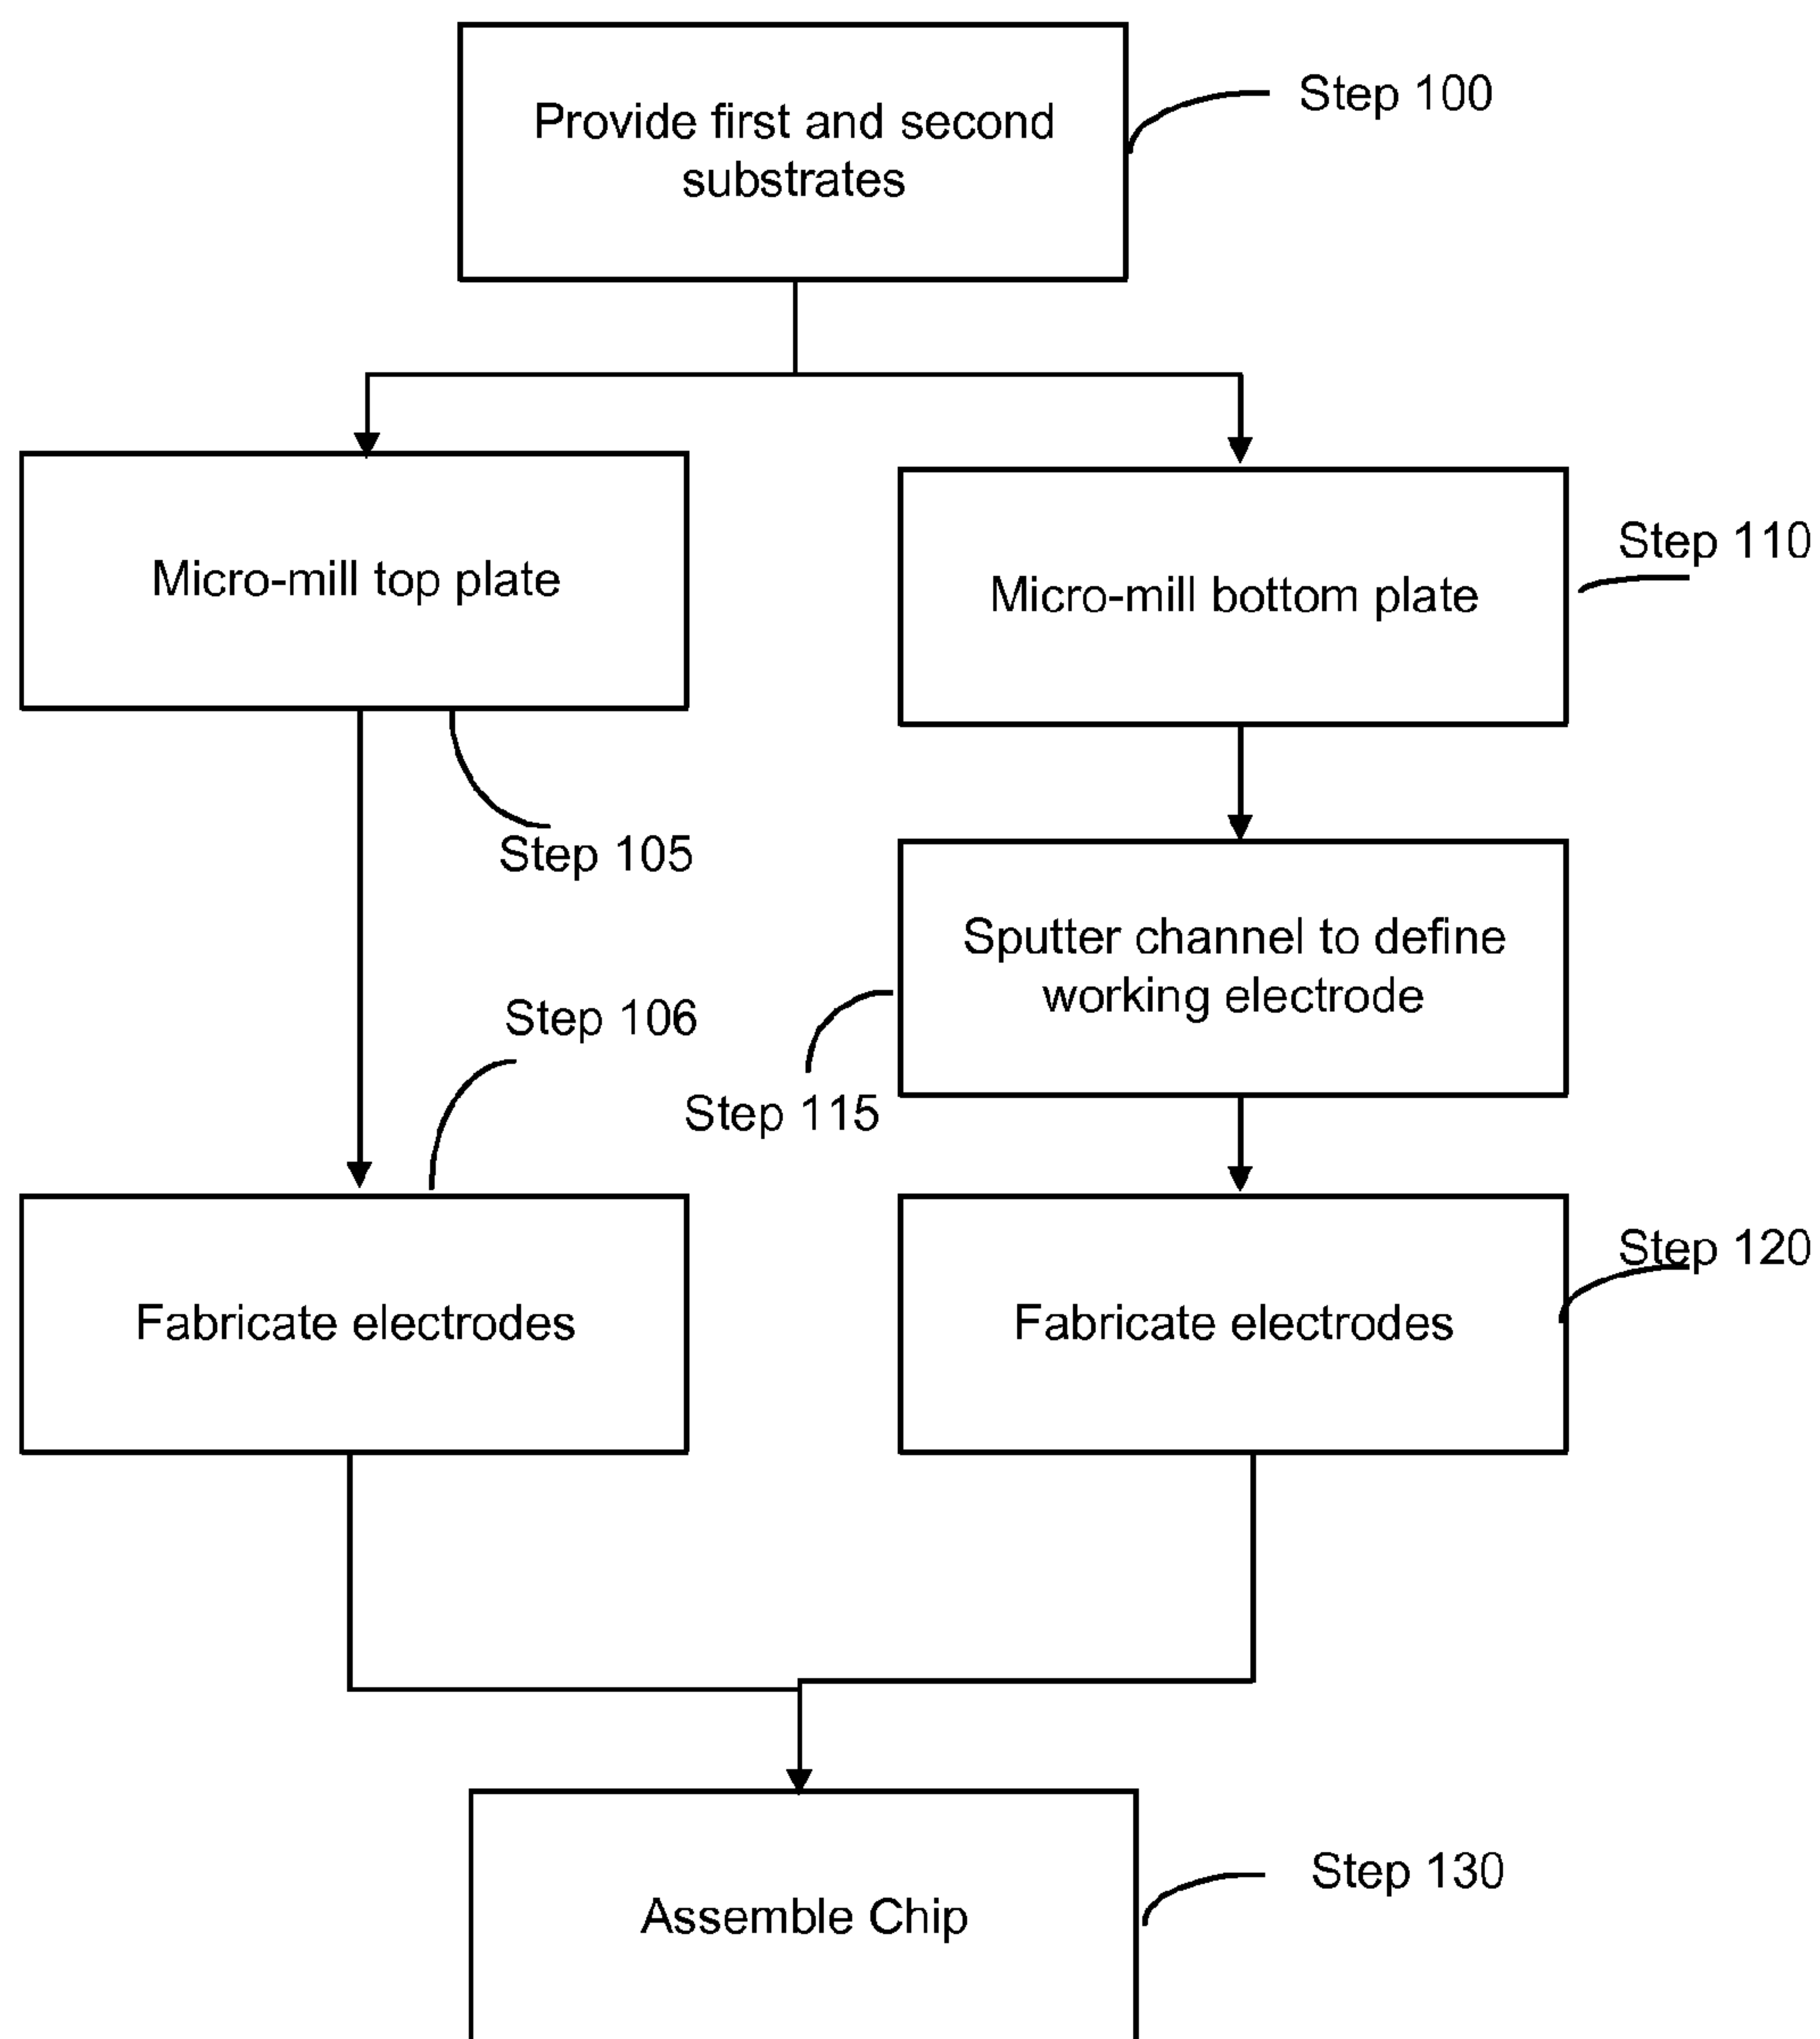 Provide first and second
substrates
Step 100
Micro-mill top plate
Micro-mill bottom plate
Step 110
Step 105
Sputter channel to define
working electrode
Step 106
Step 115
Fabricate electrodes
Fabricate electrodes
Step 120
Assemble Chip
Step 130